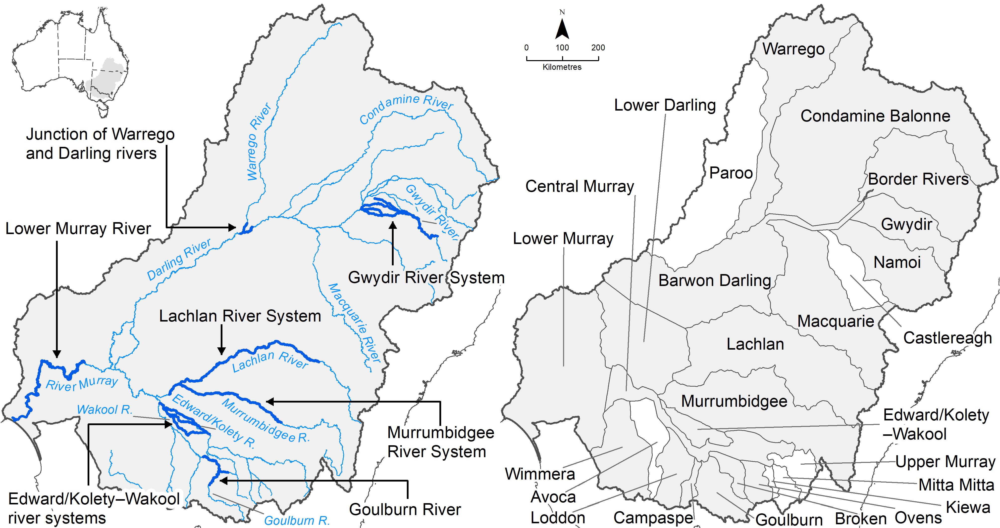 N
0 100 200
Kilometres
Warrego River
Condamine River
Junction of Warrego
and Darling rivers
Gwydir River
Lower Murray River
Darling River
Gwydir River System
Macquarie River
Lachlan River System
Lachlan River
River Murray
Wakool R.
Edward/Kolety R.
Murrumbidgee R.
Murrumbidgee
River System
Edward/Kolety–Wakool
river systems
Goulburn River
Goulburn R.
Warrego
Lower Darling
Condamine Balonne
Paroo
Border Rivers
Central Murray
Gwydir
Lower Murray
Namoi
Barwon Darling
Macquarie
Castlereagh
Lachlan
Murrumbidgee
Edward/Kolety
–Wakool
Upper Murray
Wimmera
Mitta Mitta
Avoca
Kiewa
Loddon
Campaspe
Goulburn
Broken
Ovens